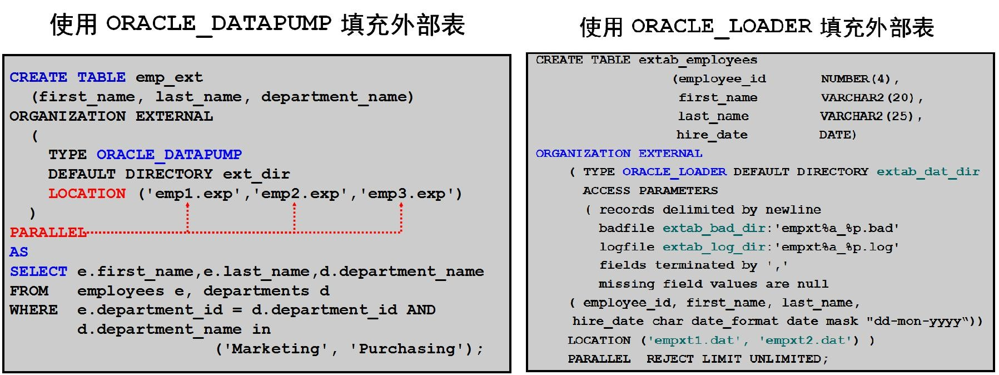 使用 ORACLE_DATAPUMP 填充外部表
CREATE TABLE emp_ext
(first_name, last_name, department_name)
ORGANIZATION EXTERNAL
(
TYPE ORACLE_DATAPUMP
DEFAULT DIRECTORY ext_dir
LOCATION ('emp1.exp','emp2.exp','emp3.exp')
)
PARALLEL
AS
SELECT e.first_name,e.last_name,d.department_name
FROM employees e, departments d
WHERE e.department_id = d.department_id AND
d.department_name in
('Marketing', 'Purchasing');
使用 ORACLE_LOADER 填充外部表
CREATE TABLE extab_employees
(employee_id NUMBER(4),
first_name VARCHAR2(20),
last_name VARCHAR2(25),
hire_date DATE)
ORGANIZATION EXTERNAL
( TYPE ORACLE_LOADER DEFAULT DIRECTORY extab_dat_dir
ACCESS PARAMETERS
( records delimited by newline
badfile extab_bad_dir:'empxt%a_%p.bad'
logfile extab_log_dir:'empxt%a_%p.log'
fields terminated by ','
missing field values are null
( employee_id, first_name, last_name,
hire_date char date_format date mask "dd-mon-yyyy“))
LOCATION ('empxt1.dat', 'empxt2.dat') )
PARALLEL REJECT LIMIT UNLIMITED;